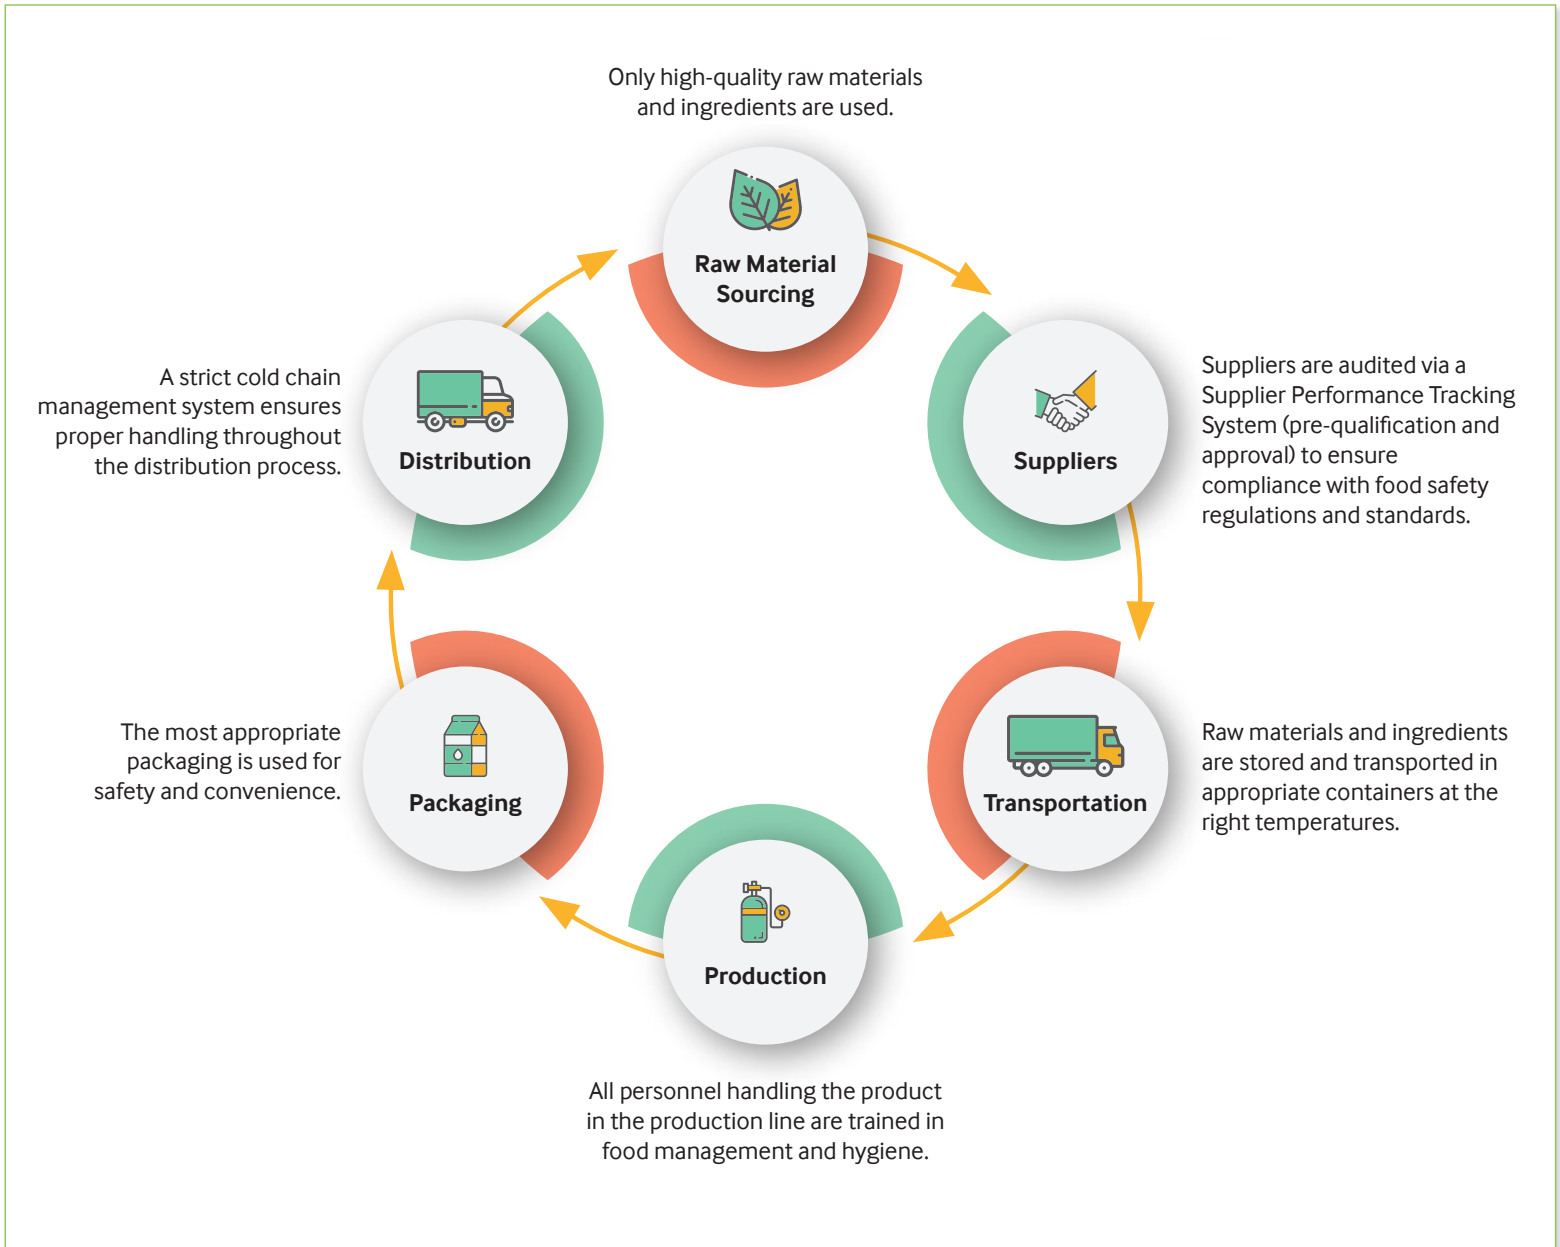 Only high-quality raw materials
and ingredients are used.
Raw Material
Sourcing
Suppliers
Suppliers are audited via a
Supplier Performance Tracking
System (pre-qualification and
approval) to ensure
compliance with food safety
regulations and standards.
Transportation
Raw materials and ingredients
are stored and transported in
appropriate containers at the
right temperatures.
Production
All personnel handling the product
in the production line are trained in
food management and hygiene.
Packaging
The most appropriate
packaging is used for
safety and convenience.
Distribution
A strict cold chain
management system ensures
proper handling throughout
the distribution process.